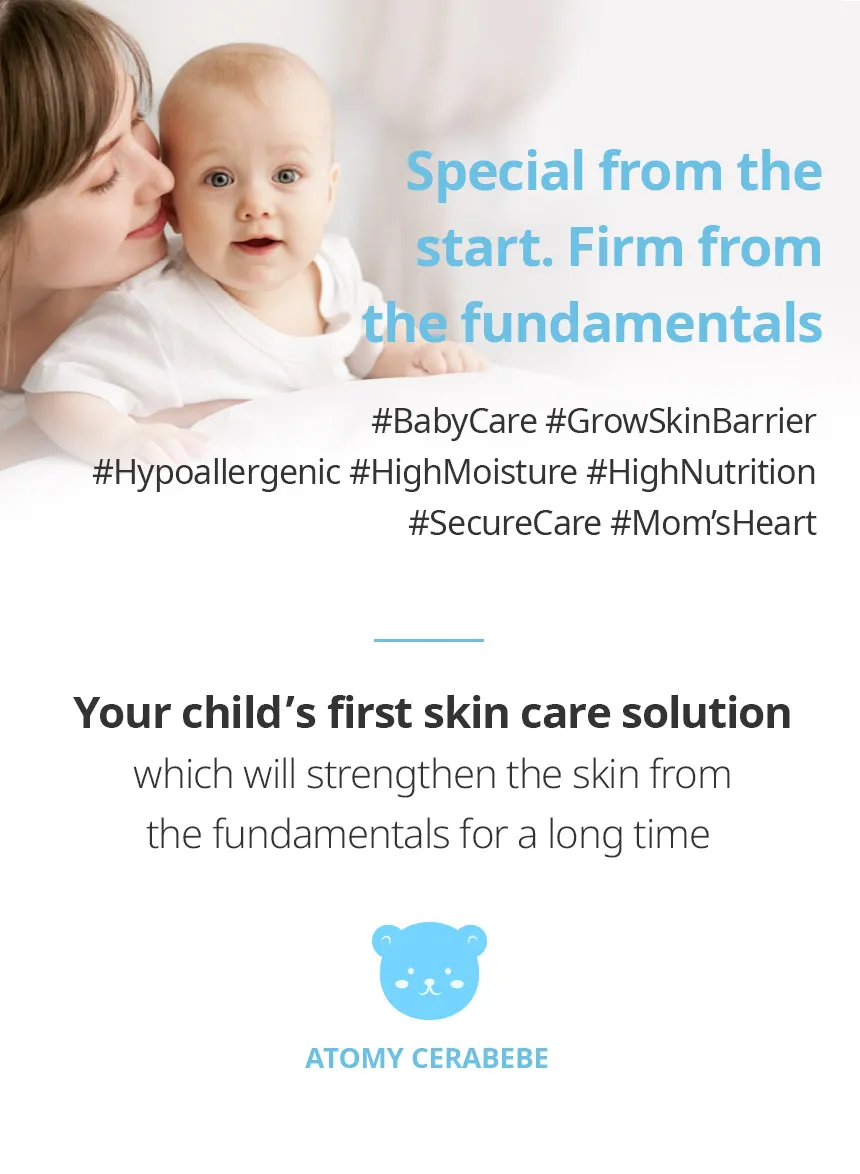 Special from the
start. Firm from
the fundamentals
#BabyCare #GrowSkinBarrier
#Hypoallergenic #HighMoisture #HighNutrition
#SecureCare #Mom’sHeart
Your child’s first skin care solution
which will strengthen the skin from
the fundamentals for a long time
ATOMY CERABEBE